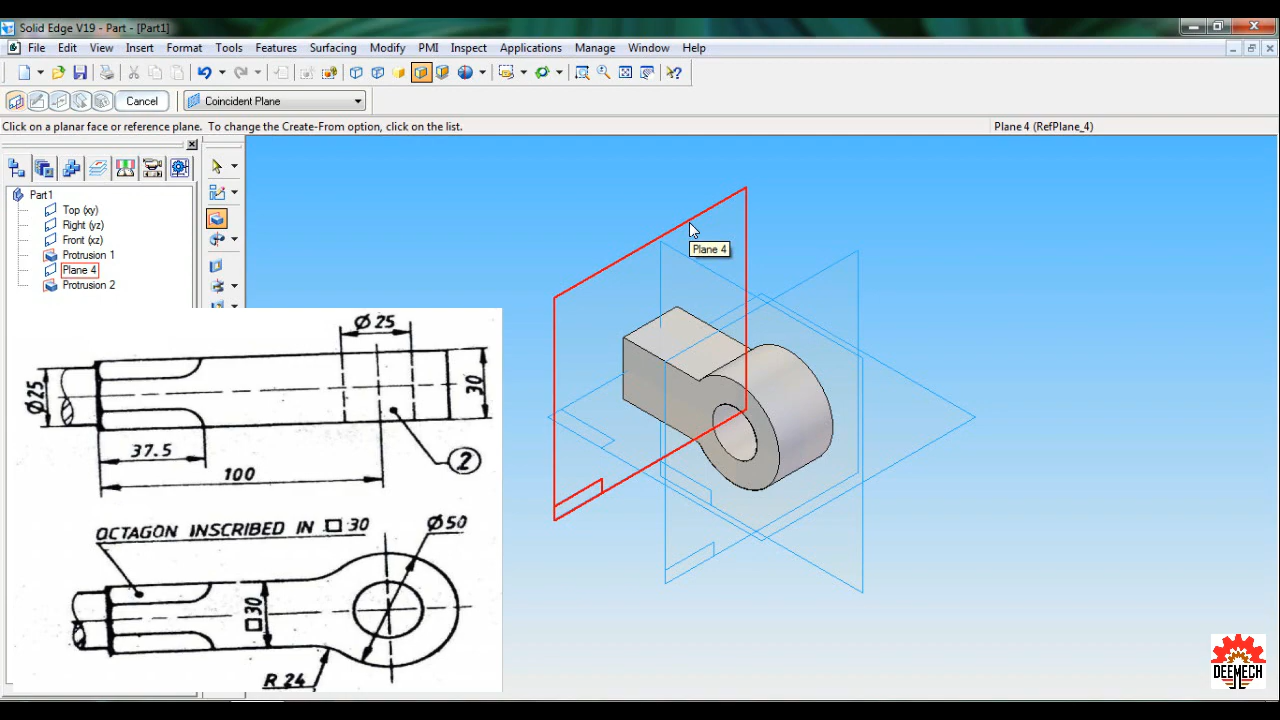 Solid Edge V19 - Part - [Part1]
File Edit View Insert Format Tools Features Surfacing Modify PMI Inspect Applications Manage Window Help
Cancel Coincident Plane
Click on a planar face or reference plane. To change the Create-From option, click on the list. Plane 4 (RefPlane_4)
Part1
Top (xy)
Right (yz)
Front (xz)
Protrusion 1
Plane 4
Protrusion 2
Plane 4
Ø25
Ø25
30
37.5
2
100
OCTAGON INSCRIBED IN □ 30
Ø50
□30
R 24
DEEMECH